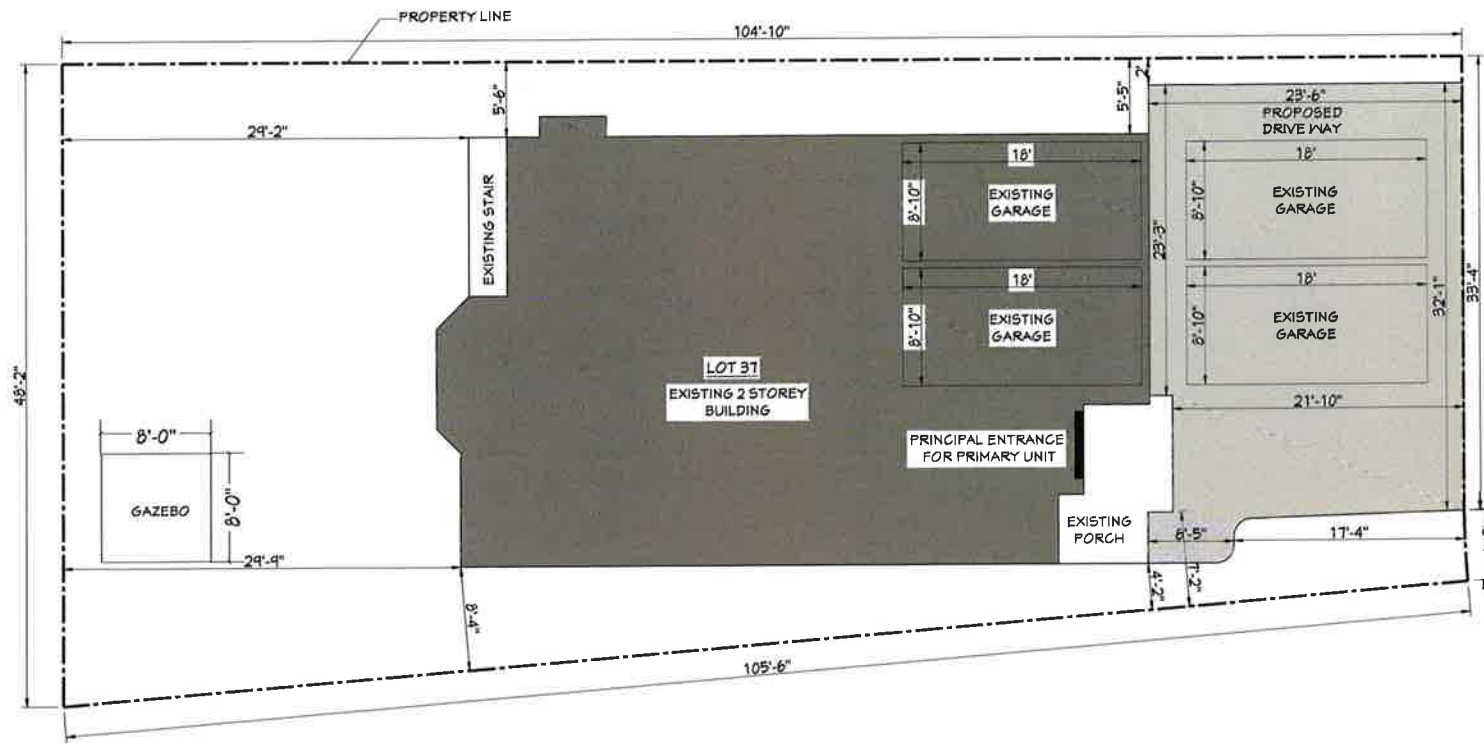 PROPERTY LINE
104'-10"
5'-6"
5'-5"
2'
23'-6"
PROPOSED
DRIVE WAY
29'-2"
18'
18'
EXISTING STAIR
8'-10"
EXISTING
GARAGE
23'-3"
8'-10"
EXISTING
GARAGE
18'
18'
32'-1"
33'-4"
8'-10"
EXISTING
GARAGE
8'-10"
EXISTING
GARAGE
48'-2"
LOT 37
EXISTING 2 STOREY
BUILDING
21'-10"
8'-0"
PRINCIPAL ENTRANCE
FOR PRIMARY UNIT
GAZEBO
8'-0"
EXISTING
PORCH
17'-4"
29'-9"
8'-4"
4'-2"
7'-2"
105'-6"